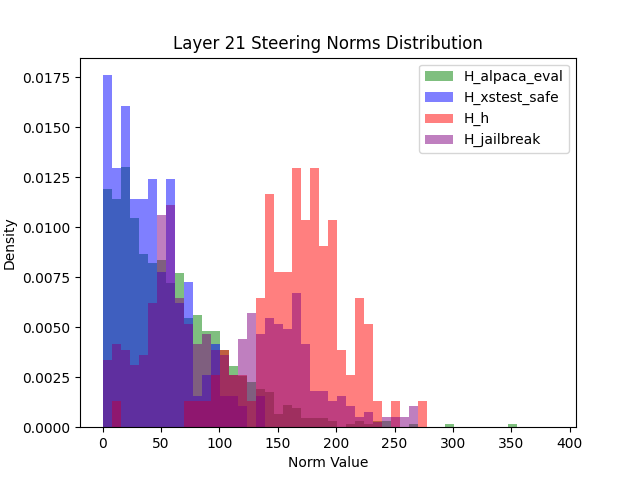 Layer 21 Steering Norms Distribution
H_alpaca_eval
H_xstest_safe
H_h
H_jailbreak
Density
0.0175
0.0150
0.0125
0.0100
0.0075
0.0050
0.0025
0.0000
0 50 100 150 200 250 300 350 400
Norm Value